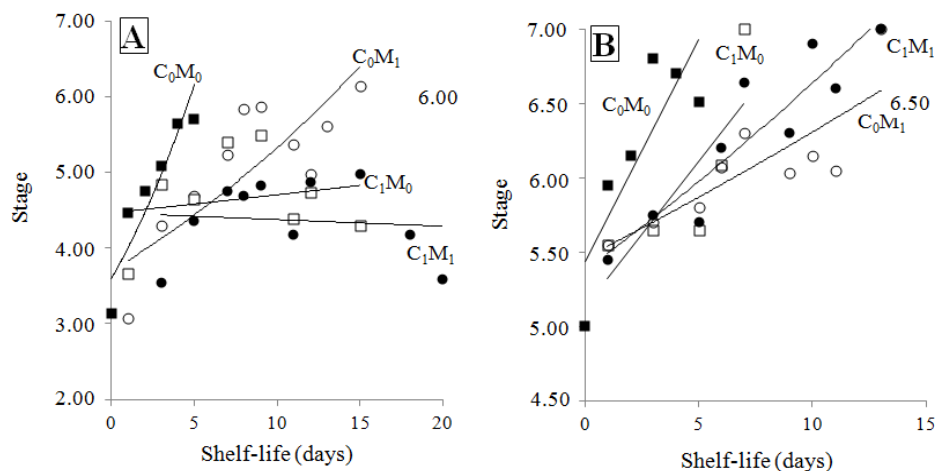 A
7.00
6.00
5.00
4.00
3.00
2.00
Stage
0
5
10
15
20
Shelf-life (days)
C₀M₀
C₀M₁
6.00
C₁M₀
C₁M₁
B
7.00
6.50
6.00
5.50
5.00
4.50
Stage
0
5
10
15
Shelf-life (days)
C₀M₀
C₁M₀
C₁M₁
6.50
C₀M₁